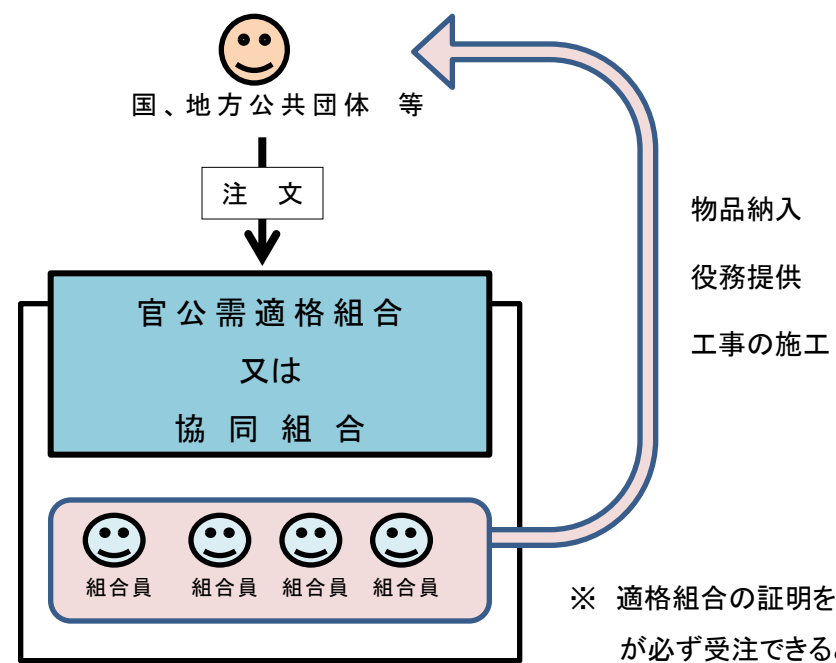 国、地方公共団体 等
注 文
官公需適格組合
又は
協 同 組 合
組合員 組合員 組合員 組合員
物品納入
役務提供
工事の施工
※ 適格組合の証明を
が必ず受注できる